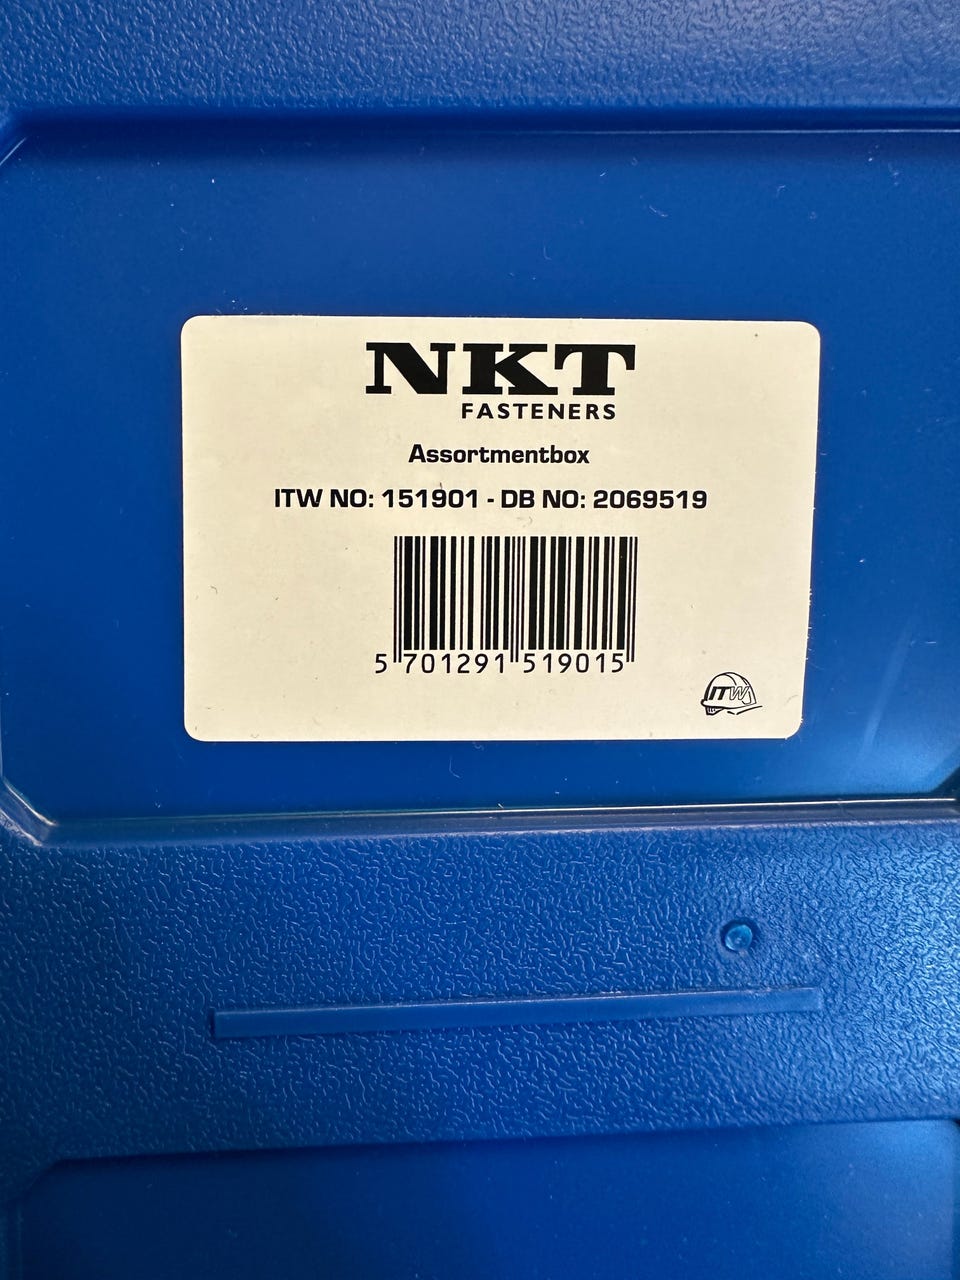 NKT
FASTENERS
Assortmentbox
ITW NO: 151901 - DB NO: 2069519
5 701291 519015
ITW